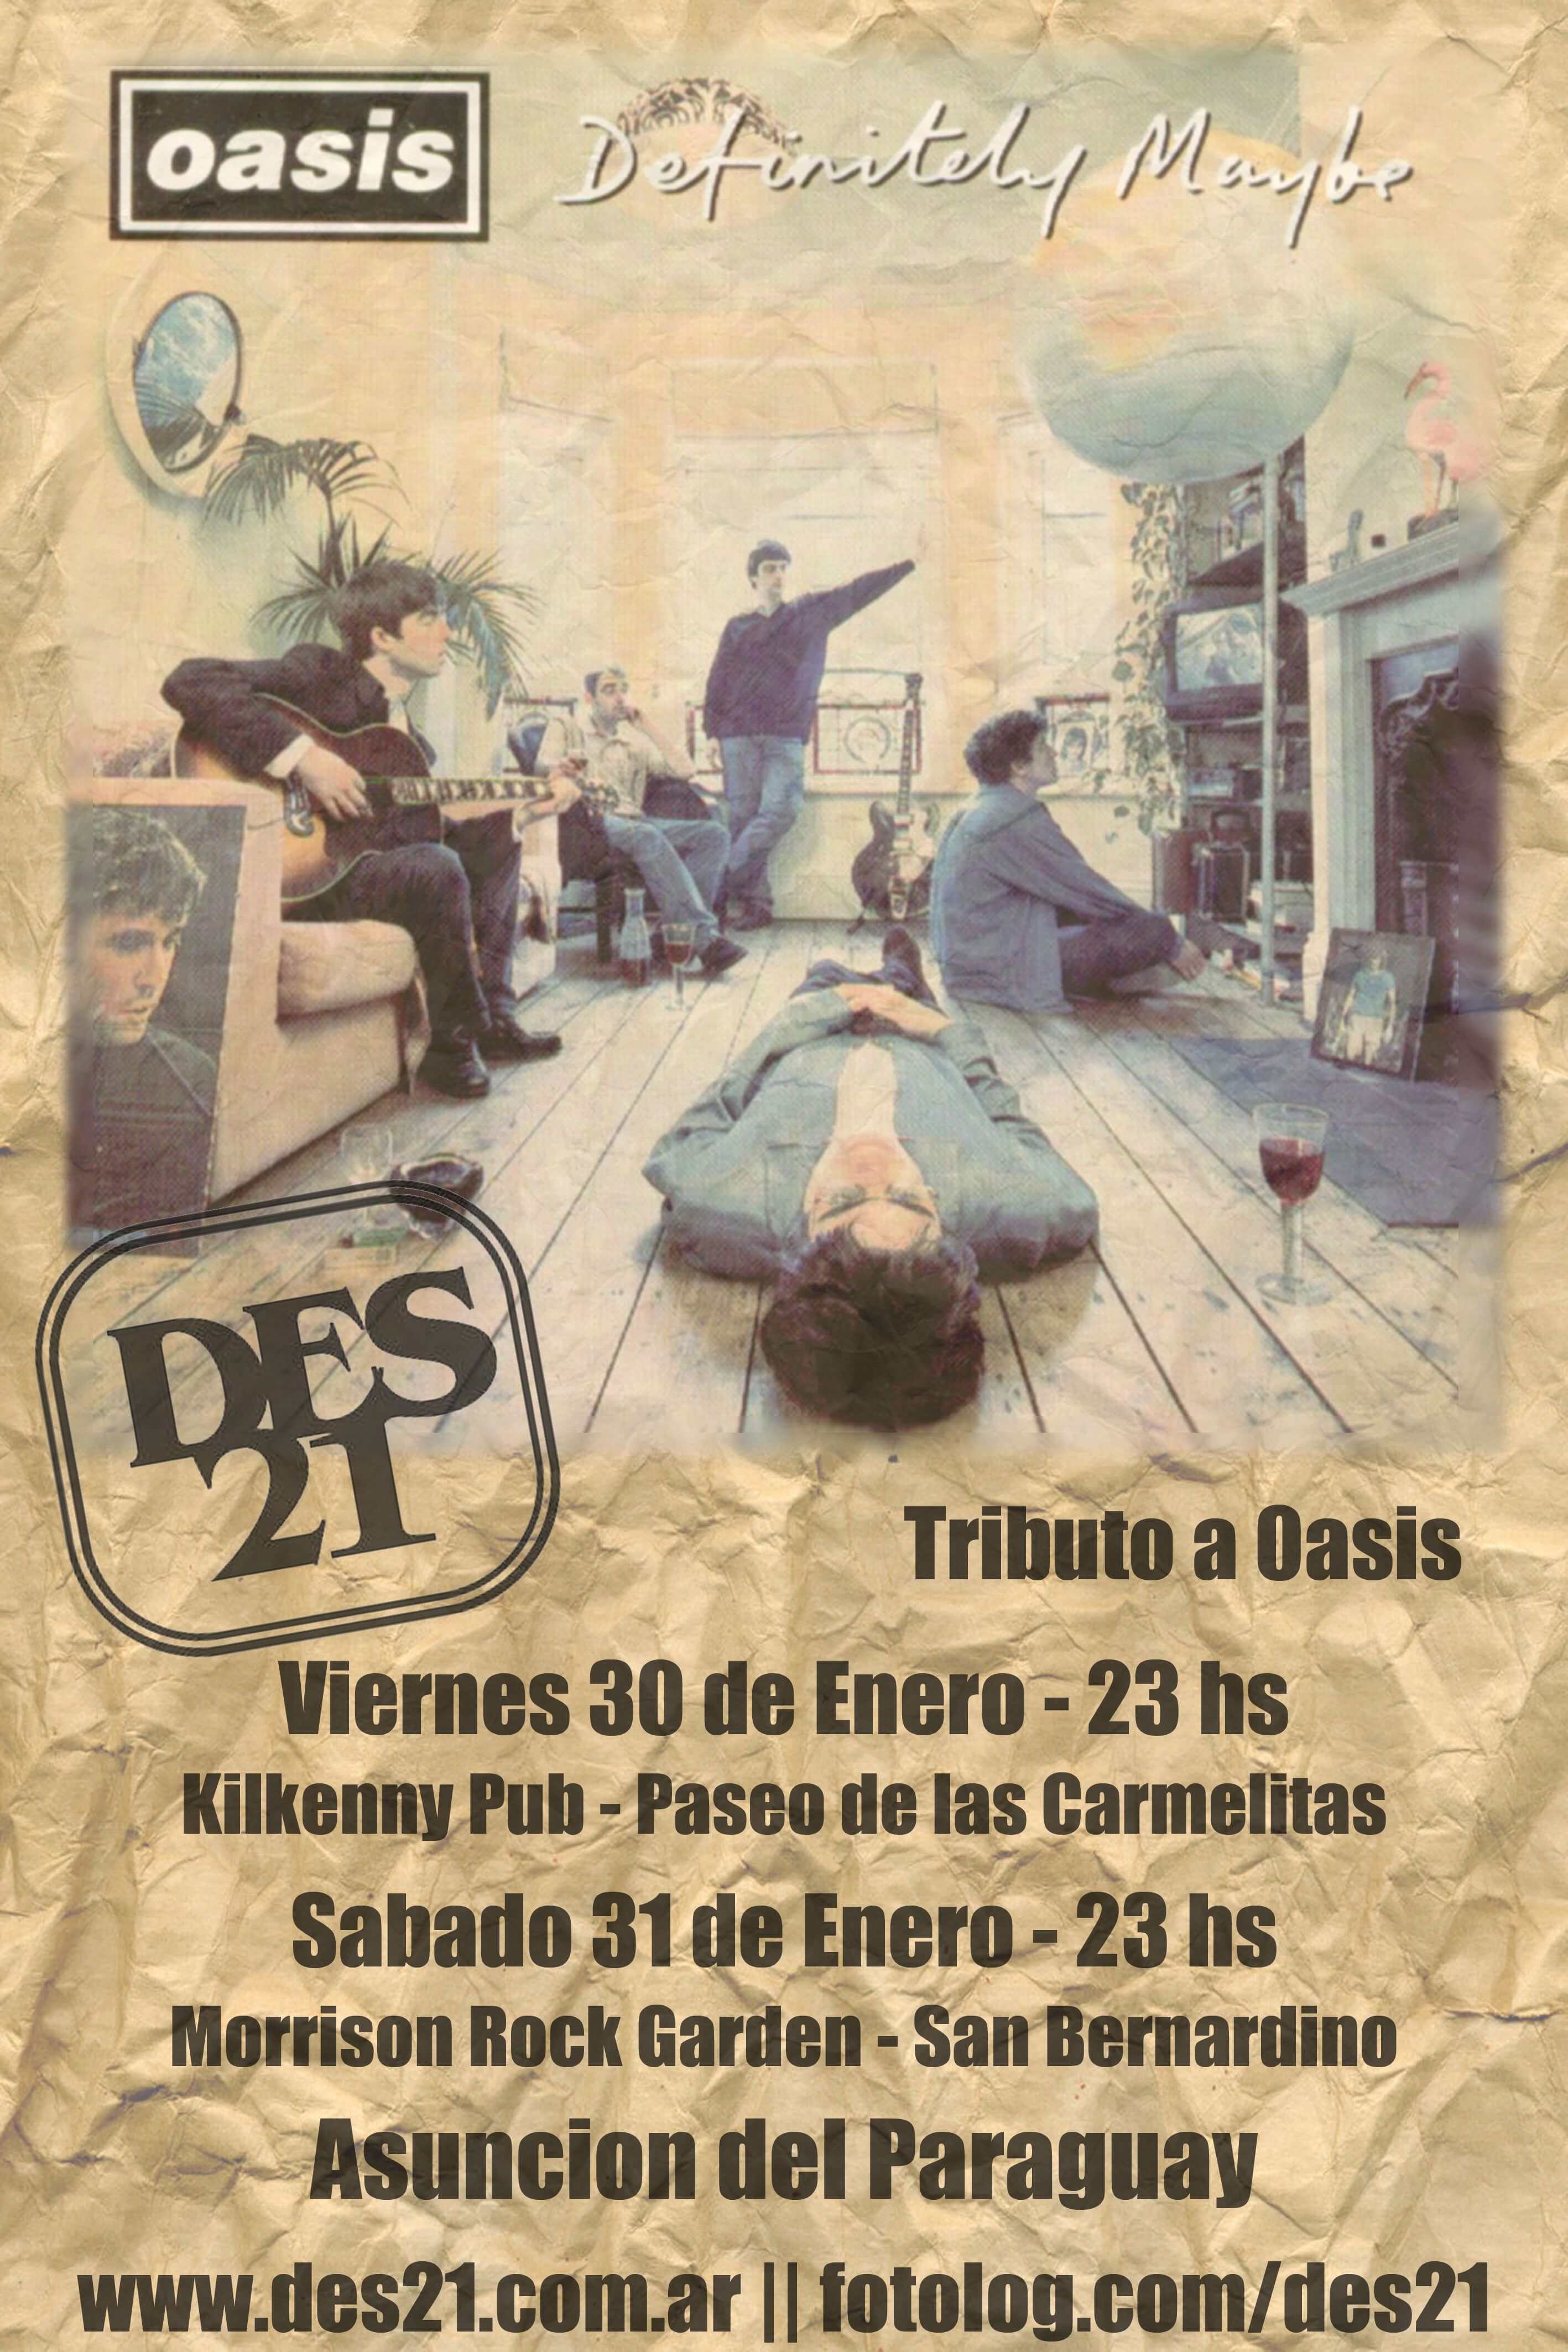 oasis
Definitely Maybe
DES
21
Tributo a Oasis
Viernes 30 de Enero - 23 hs
Kilkenny Pub - Paseo de las Carmelitas
Sabado 31 de Enero - 23 hs
Morrison Rock Garden - San Bernardino
Asuncion del Paraguay
www.des21.com.ar || fotolog.com/des21